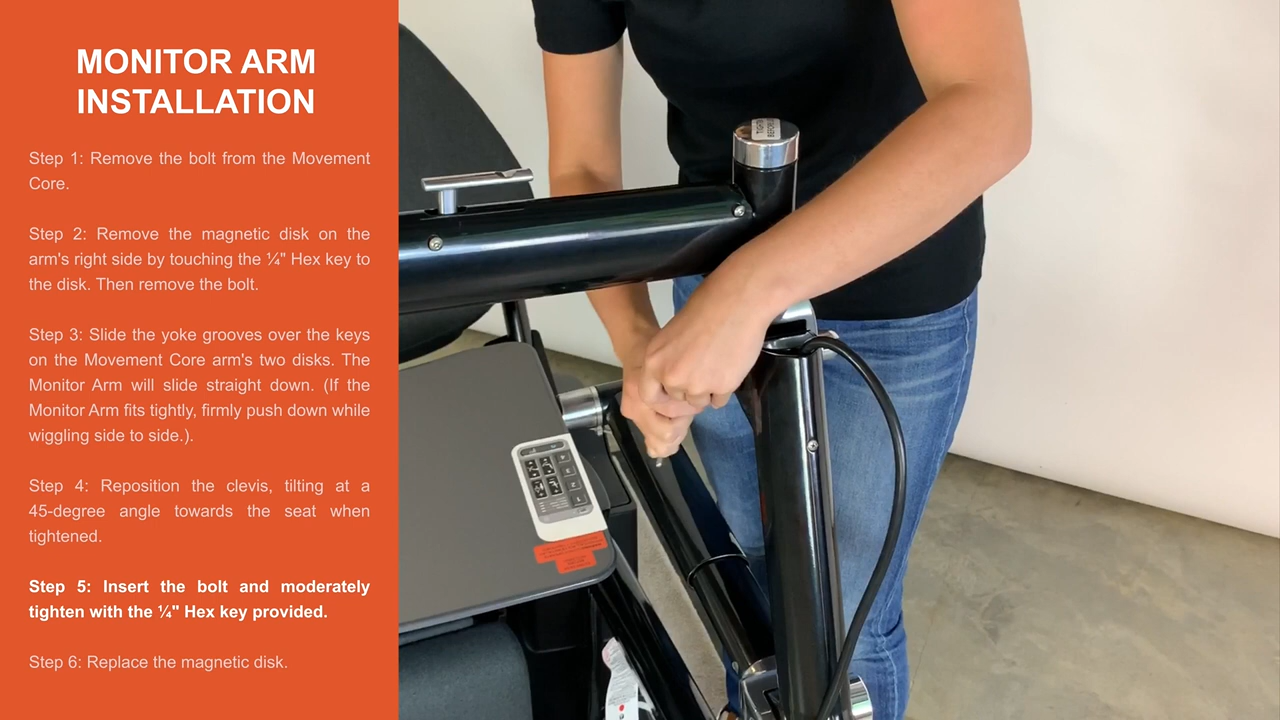 MONITOR ARM
INSTALLATION
Step 1: Remove the bolt from the Movement
Core.
Step 2: Remove the magnetic disk on the
arm's right side by touching the ¼" Hex key to
the disk. Then remove the bolt.
Step 3: Slide the yoke grooves over the keys
on the Movement Core arm's two disks. The
Monitor Arm will slide straight down. (If the
Monitor Arm fits tightly, firmly push down while
wiggling side to side.).
Step 4: Reposition the clevis, tilting at a
45-degree angle towards the seat when
tightened.
Step 5: Insert the bolt and moderately
tighten with the ¼" Hex key provided.
Step 6: Replace the magnetic disk.